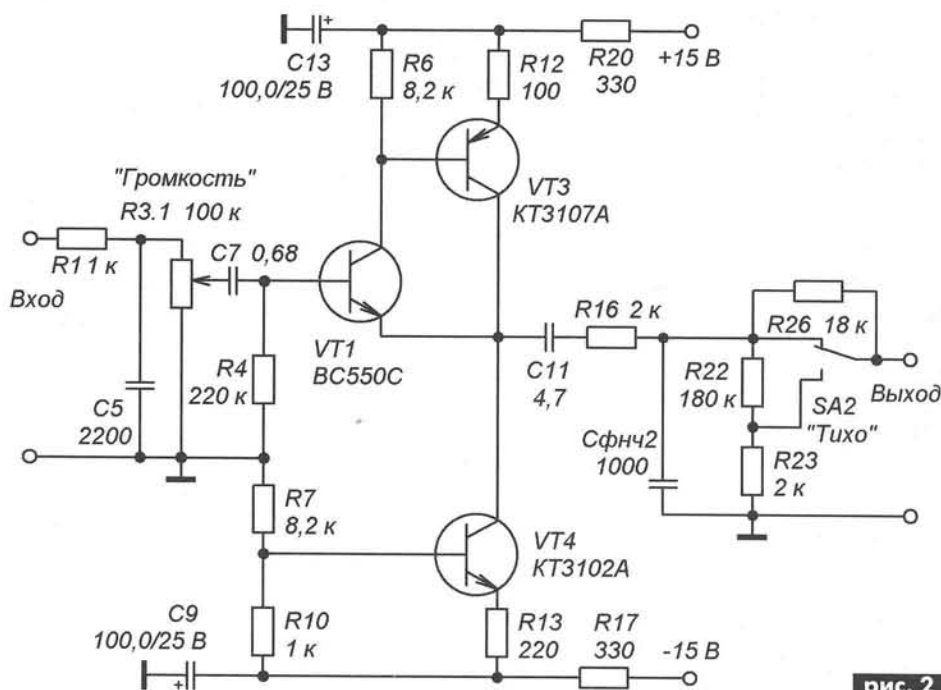 C13
100,0/25 В
+
R6
8,2 к
R12
100
R20
330
+15 В
"Громкость"
R3.1 100 к
VT3
КТ3107А
R1 1 к
C7 0,68
Вход
VT1
BC550C
R4
220 к
C5
2200
R16 2 к
C11
4,7
R26 18 к
R22
180 к
SA2
"Тихо"
Выход
Сфнч2
1000
R23
2 к
R7
8,2 к
VT4
КТ3102А
C9
100,0/25 В
+
R10
1 к
R13
220
R17
330
-15 В
рис. 2